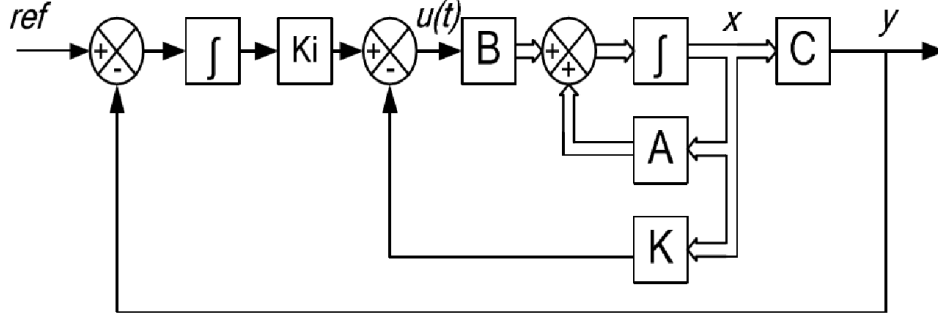 ref + - ∫ Ki + - u(t) B + + ∫ x C y
A
K